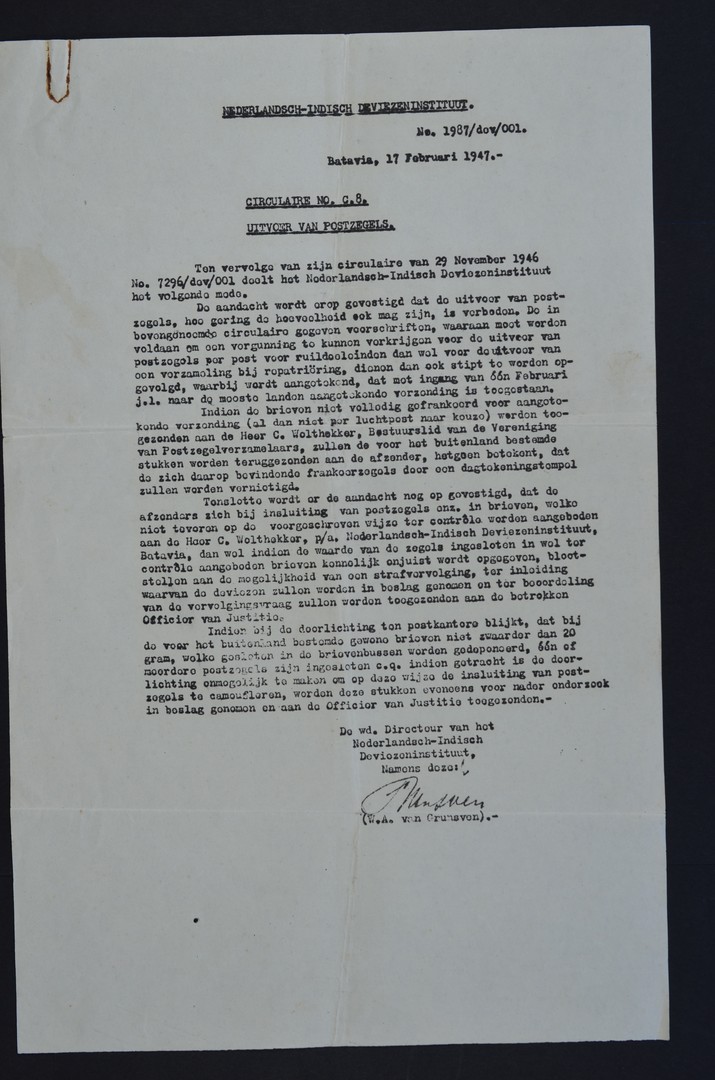 NEDERLANDSCH-INDISCH DEVIEZENINSTITUUT.
No. 1987/dev/001.
Batavia, 17 Februari 1947.-
CIRCULAIRE NO. C.8.
UITVOER VAN POSTZEGELS.
Ten vervolge van zijn circulaire van 29 November 1946
No. 7296/dev/001 deelt het Nederlandsch-Indisch Deviezeninstituut
het volgende mede.
De aandacht wordt erop gevestigd dat de uitvoer van post-
zegels, hoe gering de hoeveelheid ook mag zijn, is verboden. De in
bovengenoemde circulaire gegeven voorschriften, waaraan moet worden
voldaan om een vergunning te kunnen verkrijgen voor de uitvoer van
postzegels per post voor ruildoeleinden dan wel voor de uitvoer van
een verzameling bij repatriëring, dienen dan ook stipt te worden op-
gevolgd, waarbij wordt aangetekend, dat met ingang van één Februari
j.l. naar de meeste landen aangetekende verzending is toegestaan.
Indien de brieven niet volledig gefrankeerd voor aangete-
kende verzending (al dan niet per luchtpost naar keuze) werden toe-
gezonden aan de Heer C. Wolthekker, Bestuurslid van de Vereniging
van Postzegelverzamelaars, zullen de voor het buitenland bestemde
stukken worden teruggezonden aan de afzender, hetgeen betekent, dat
de zich daarop bevindende frankeerzegels door een dagtekeningstempel
zullen worden vernietigd.
Tenslotte wordt er de aandacht nog op gevestigd, dat de
afzenders zich bij insluiting van postzegels enz. in brieven, welke
niet tevoren op de voorgeschreven wijze ter contrôle worden aangeboden
aan de Heer C. Wolthekker, p/a. Nederlandsch-Indisch Deviezeninstituut,
Batavia, dan wel indien de waarde van de zegels ingesloten in wel ter
contrôle aangeboden brieven kennelijk onjuist wordt opgegeven, bloot-
stellen aan de mogelijkheid van een strafvervolging, ter inleiding
waarvan de deviezen zullen worden in beslag genomen en ter beoordeling
van de vervolgingsvraag zullen worden toegezonden aan de betrokken
Officier van Justitie.
Indien bij de doorlichting ten postkantore blijkt, dat bij
de voor het buitenland bestemde gewone brieven niet zwaarder dan 20
gram, welke gesloten in de brievenbussen worden gedeponeerd, één of
meerdere postzegels zijn ingesloten c.q. indien getracht is de door-
lichting onmogelijk te maken om op deze wijze de insluiting van post-
zegels te camoufleren, worden deze stukken eveneens voor nader onderzoek
in beslag genomen en aan de Officier van Justitie toegezonden.-
De wd. Directeur van het
Nederlandsch-Indisch
Deviezeninstituut,
Namens deze:
(W.A. van Grunsven).-